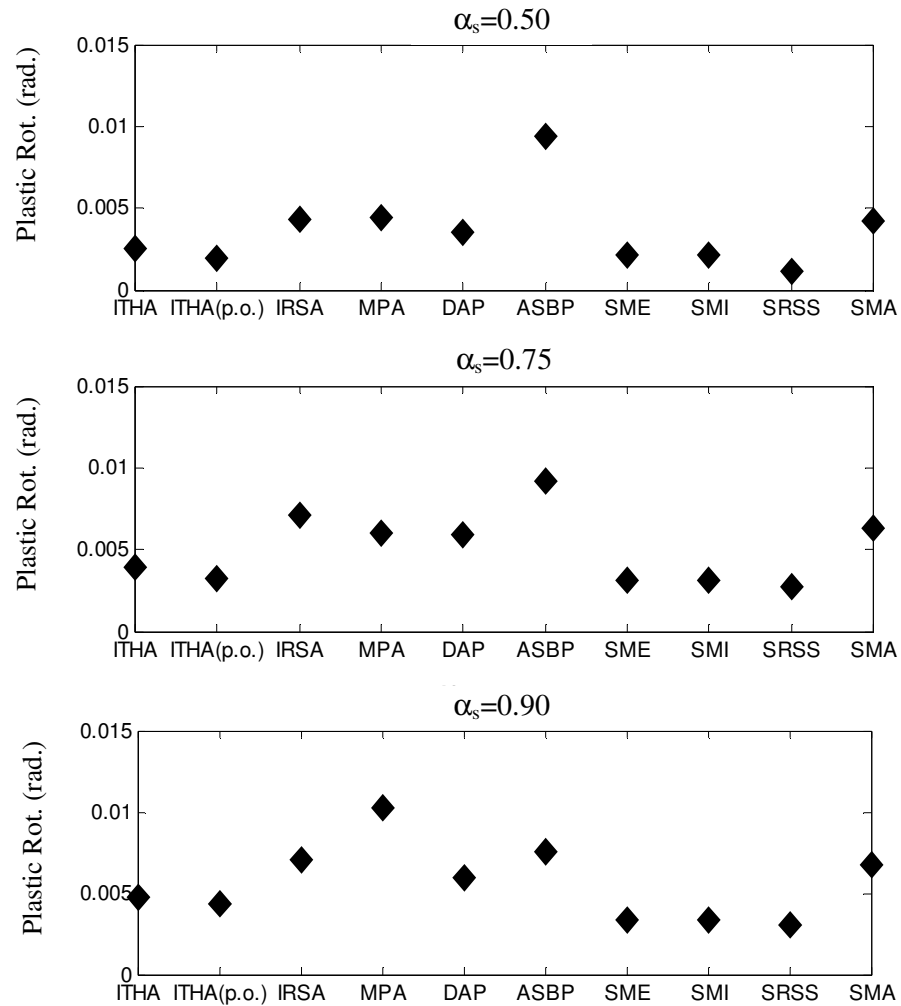 αs=0.50
Plastic Rot. (rad.)
0.015
0.01
0.005
0
ITHA ITHA(p.o.) IRSA MPA DAP ASBP SME SMI SRSS SMA
αs=0.75
Plastic Rot. (rad.)
0.015
0.01
0.005
0
ITHA ITHA(p.o.) IRSA MPA DAP ASBP SME SMI SRSS SMA
αs=0.90
Plastic Rot. (rad.)
0.015
0.01
0.005
0
ITHA ITHA(p.o.) IRSA MPA DAP ASBP SME SMI SRSS SMA